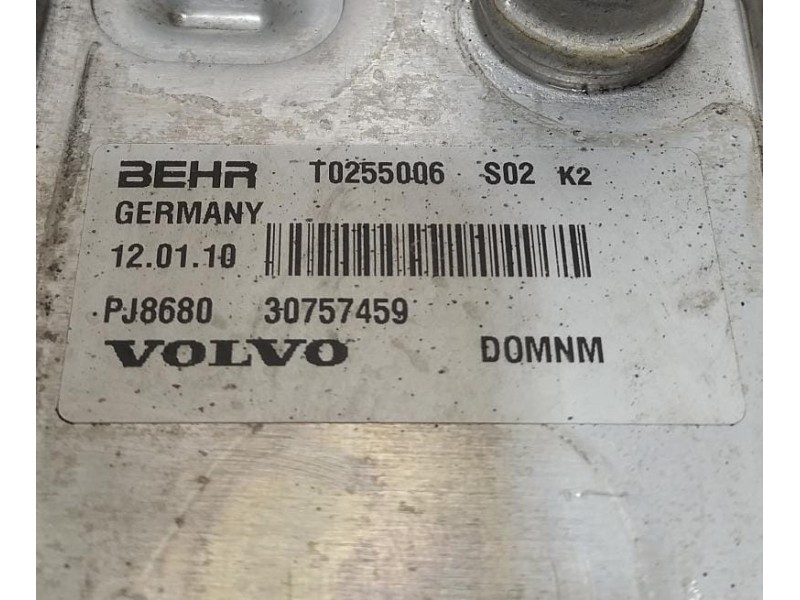 BEHR T0255006 S02 K2
GERMANY
12.01.10
PJ8680 30757459
VOLVO DOMNM